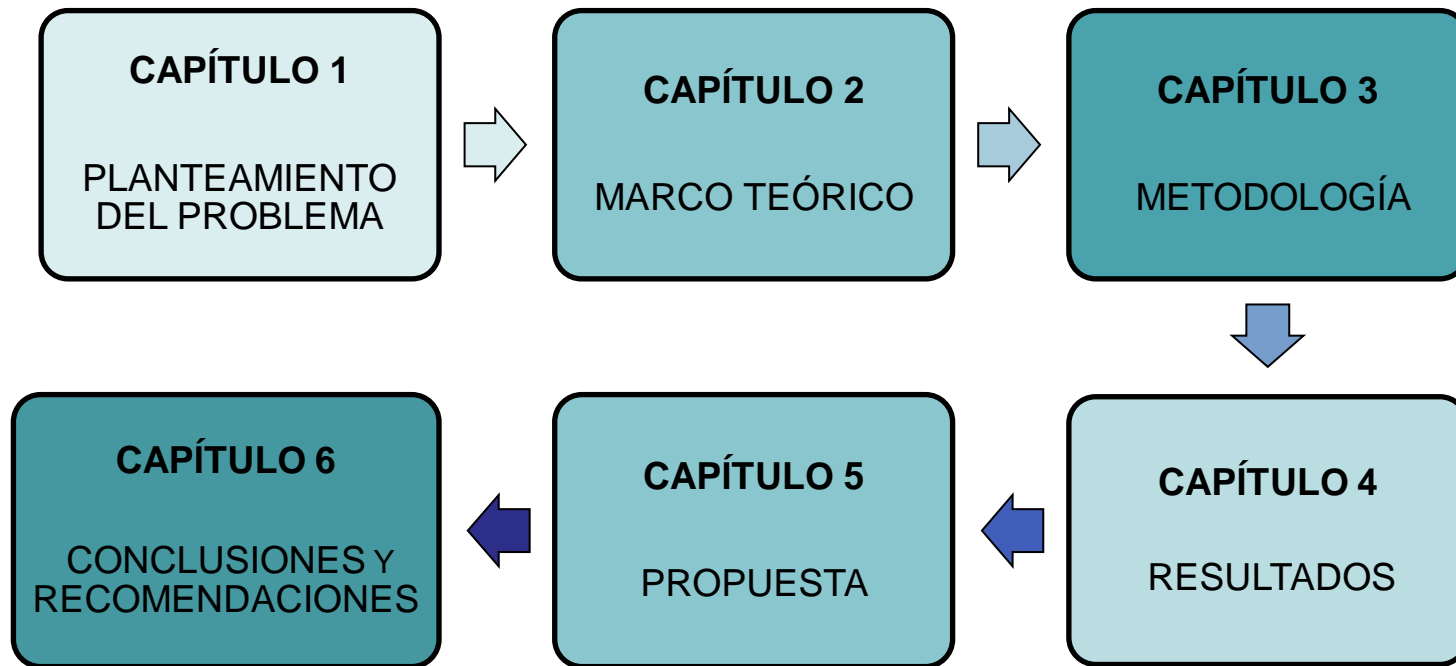 CAPÍTULO 1
PLANTEAMIENTO
DEL PROBLEMA
CAPÍTULO 2
MARCO TEÓRICO
CAPÍTULO 3
METODOLOGÍA
CAPÍTULO 4
RESULTADOS
CAPÍTULO 5
PROPUESTA
CAPÍTULO 6
CONCLUSIONES Y
RECOMENDACIONES